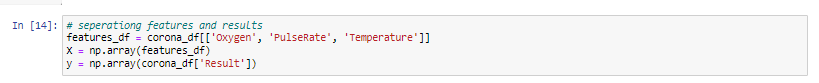 In [14]: # seperationg features and results
features_df = corona_df[['Oxygen', 'PulseRate', 'Temperature']]
X = np.array(features_df)
y = np.array(corona_df['Result'])